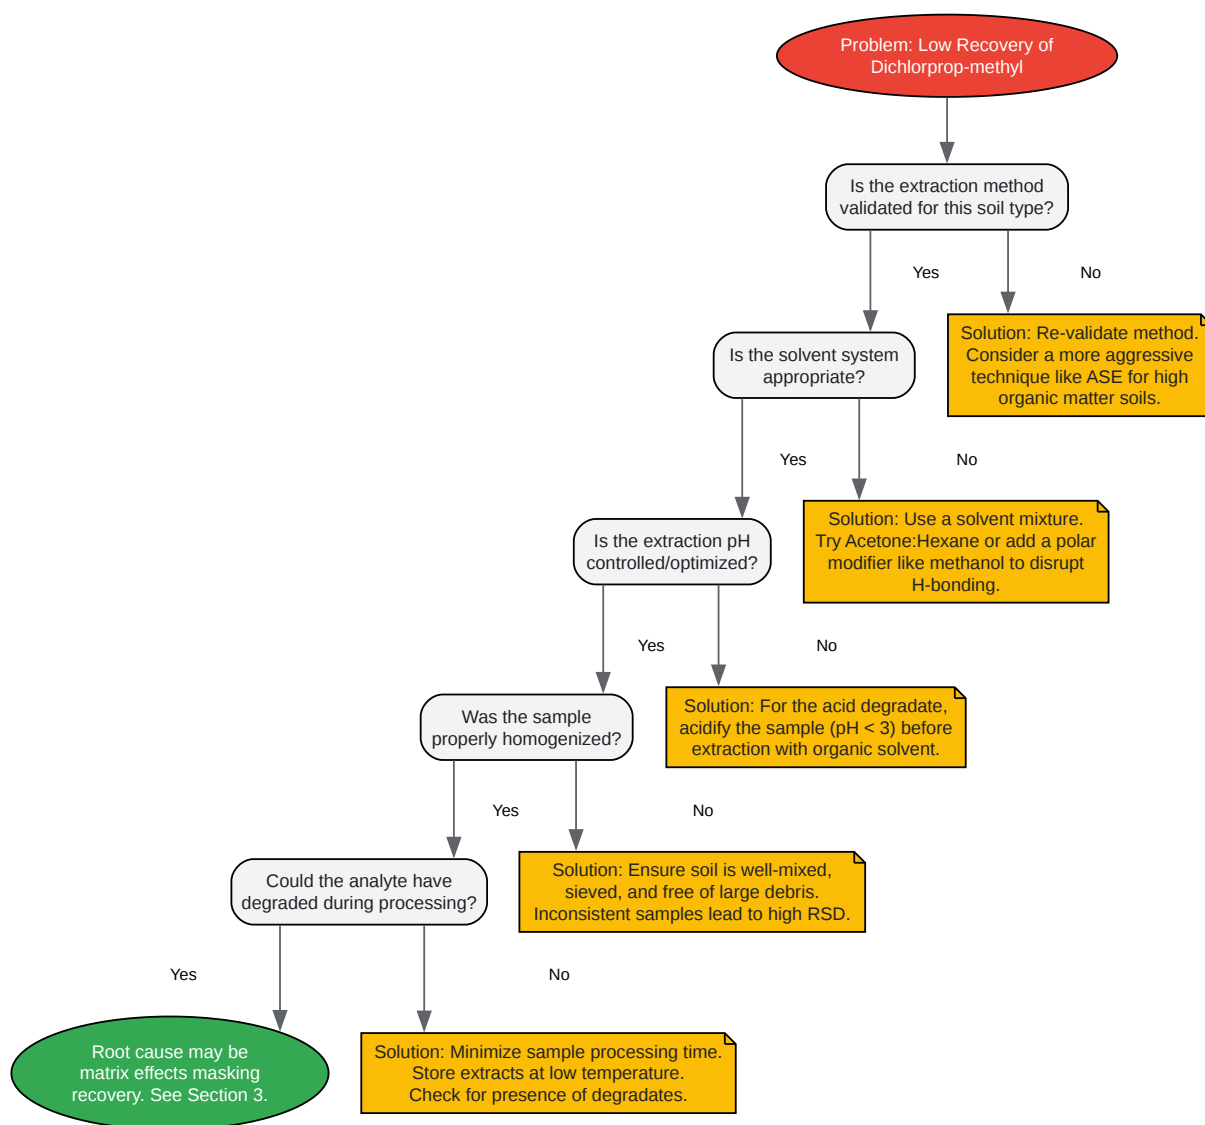 Problem: Low Recovery of
Dichlorprop-methyl
Is the extraction method
validated for this soil type?
Yes
No
Solution: Re-validate method.
Consider a more aggressive
technique like ASE for high
organic matter soils.
Is the solvent system
appropriate?
Yes
No
Solution: Use a solvent mixture.
Try Acetone:Hexane or add a polar
modifier like methanol to disrupt
H-bonding.
Is the extraction pH
controlled/optimized?
Yes
No
Solution: For the acid degradate,
acidify the sample (pH < 3) before
extraction with organic solvent.
Was the sample
properly homogenized?
Yes
No
Solution: Ensure soil is well-mixed,
sieved, and free of large debris.
Inconsistent samples lead to high RSD.
Could the analyte have
degraded during processing?
Yes
No
Root cause may be
matrix effects masking
recovery. See Section 3.
Solution: Minimize sample processing time.
Store extracts at low temperature.
Check for presence of degradates.